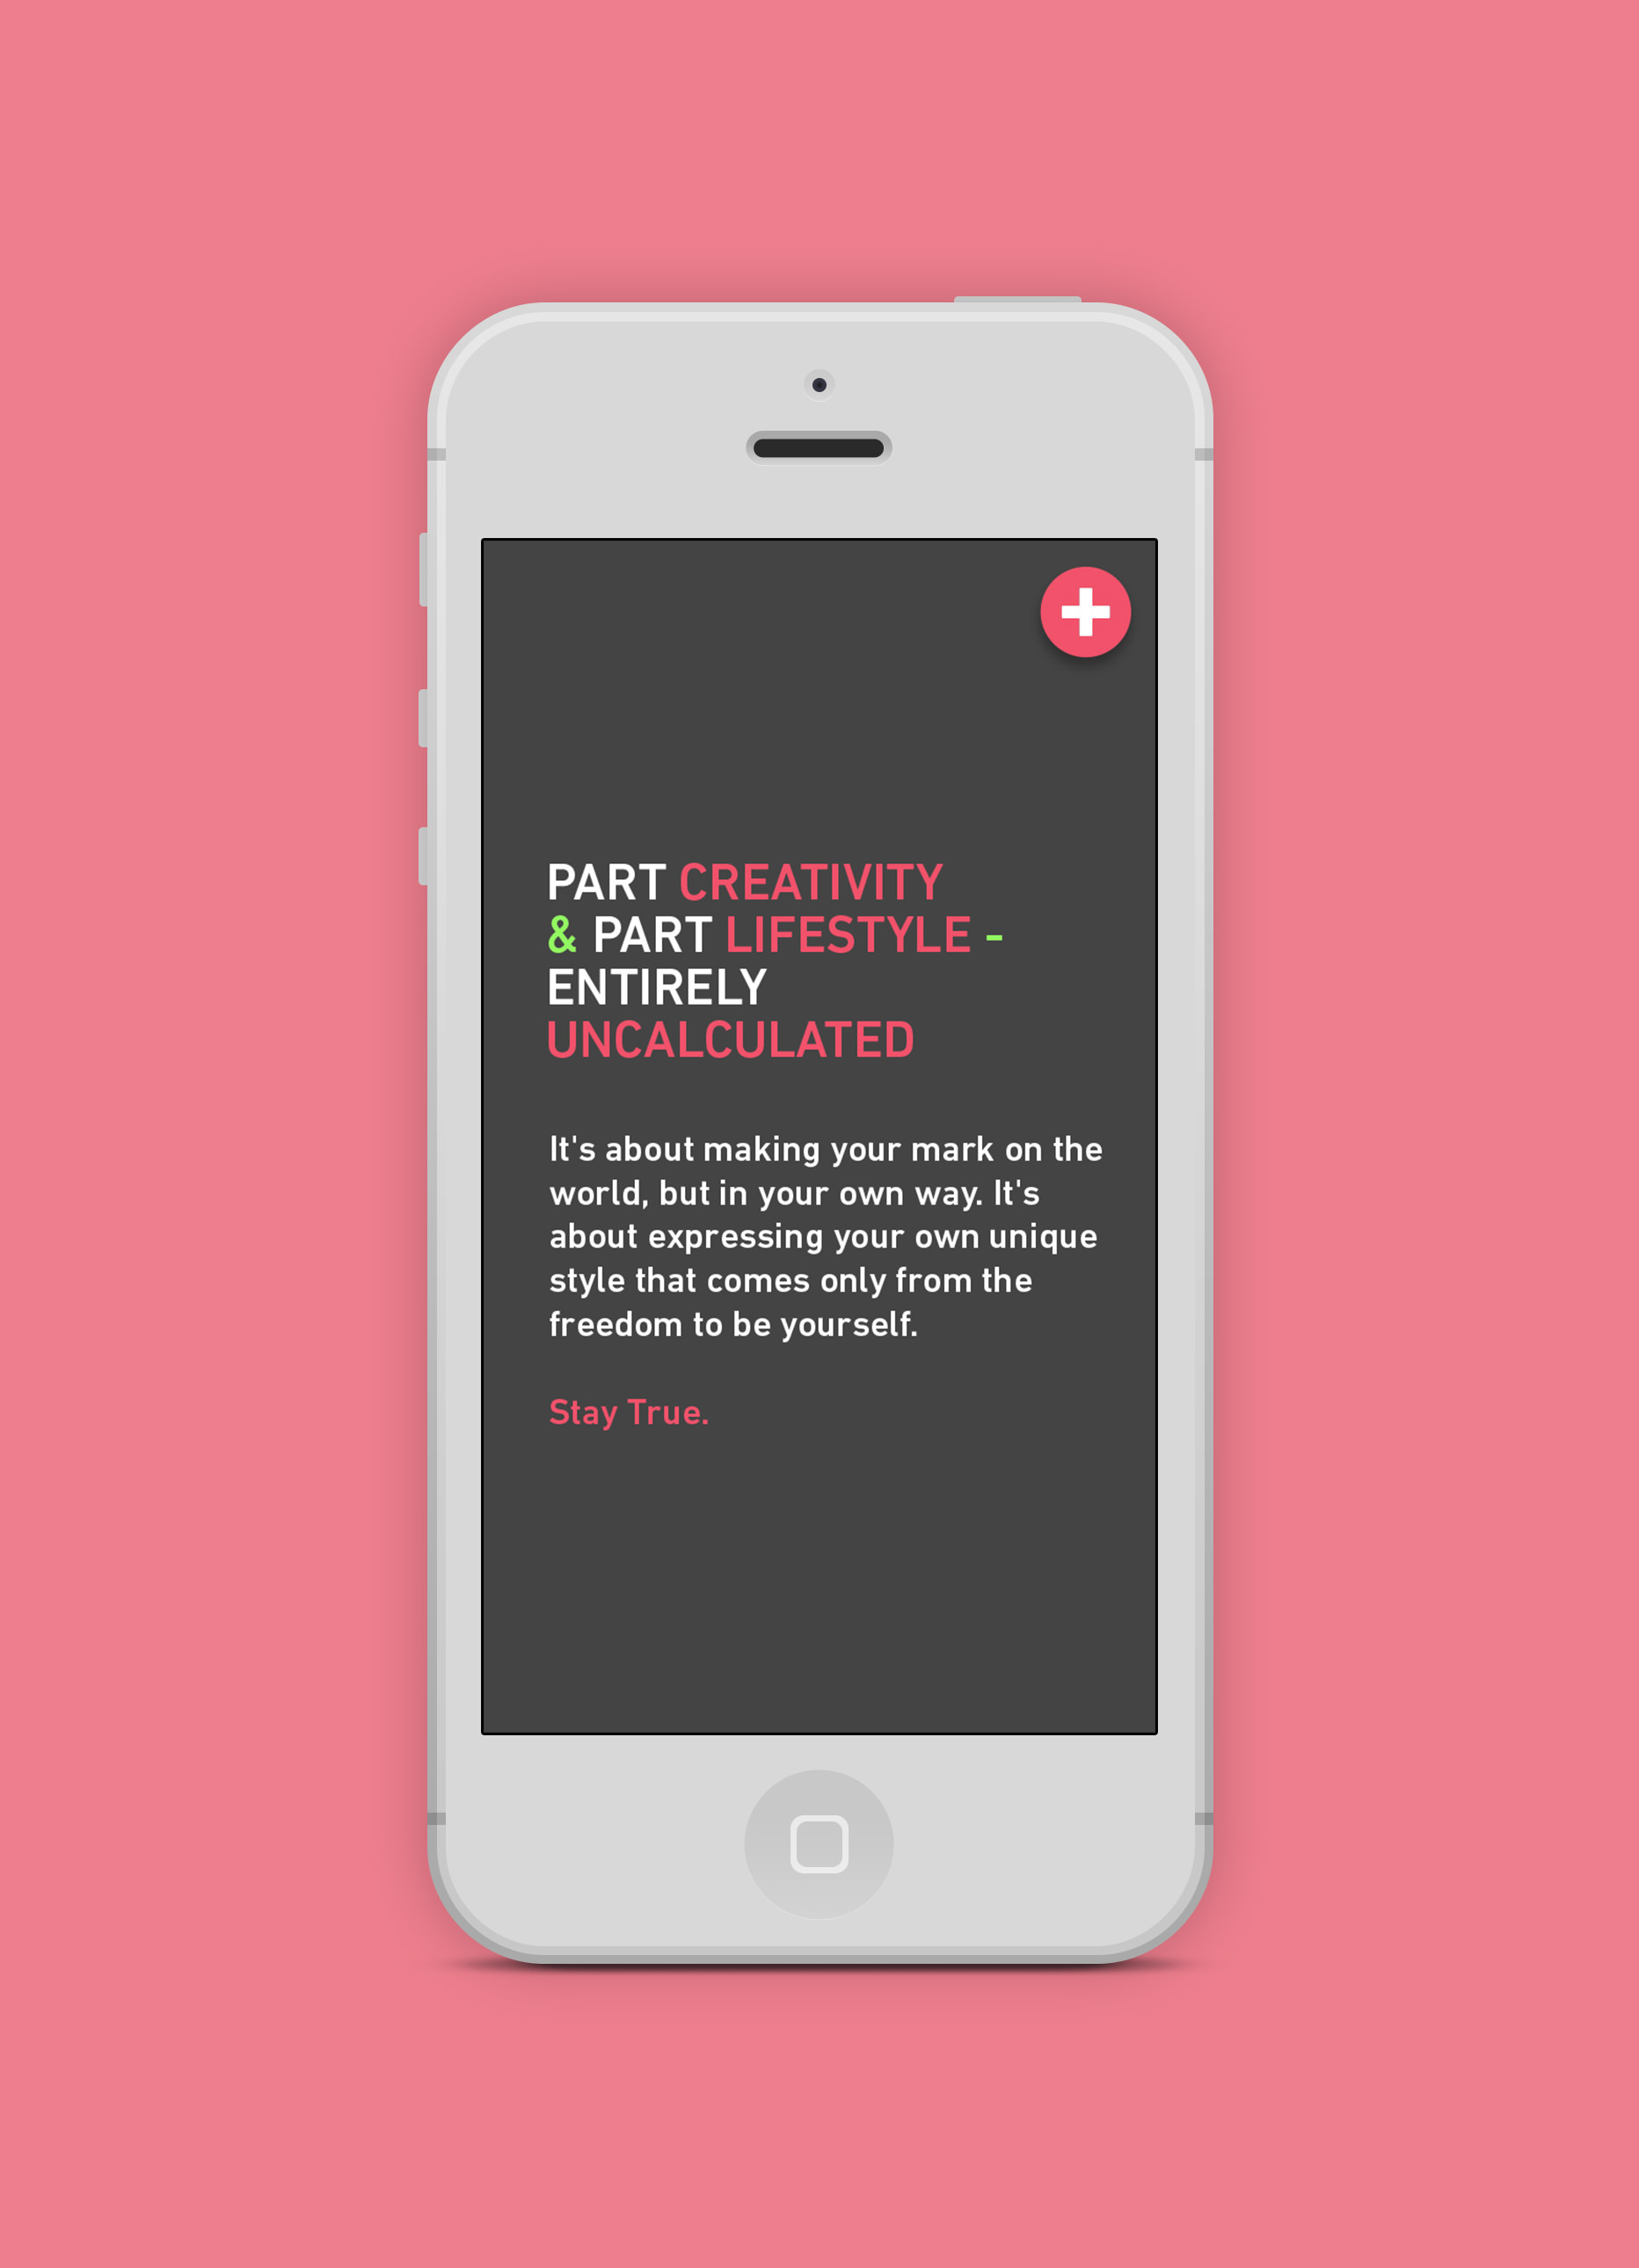 PART CREATIVITY
& PART LIFESTYLE -
ENTIRELY
UNCALCULATED
It's about making your mark on the
world, but in your own way. It's
about expressing your own unique
style that comes only from the
freedom to be yourself.
Stay True.